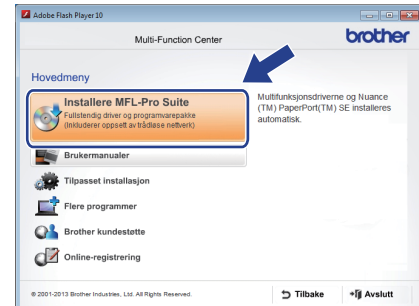 Adobe Flash Player 10
Multi-Function Center
brother
Hovedmeny
Installere MFL-Pro Suite
Fullstendig driver og programvarepakke
(Inkluderer oppsett av trådløse nettverk)
Multifunksjonsdriverne og Nuance
(TM) PaperPort(TM) SE installeres
automatisk.
Brukermanualer
Tilpasset installasjon
Flere programmer
Brother kundestøtte
Online-registrering
© 2001-2013 Brother Industries, Ltd. All Rights Reserved.
Tilbake
Avslutt